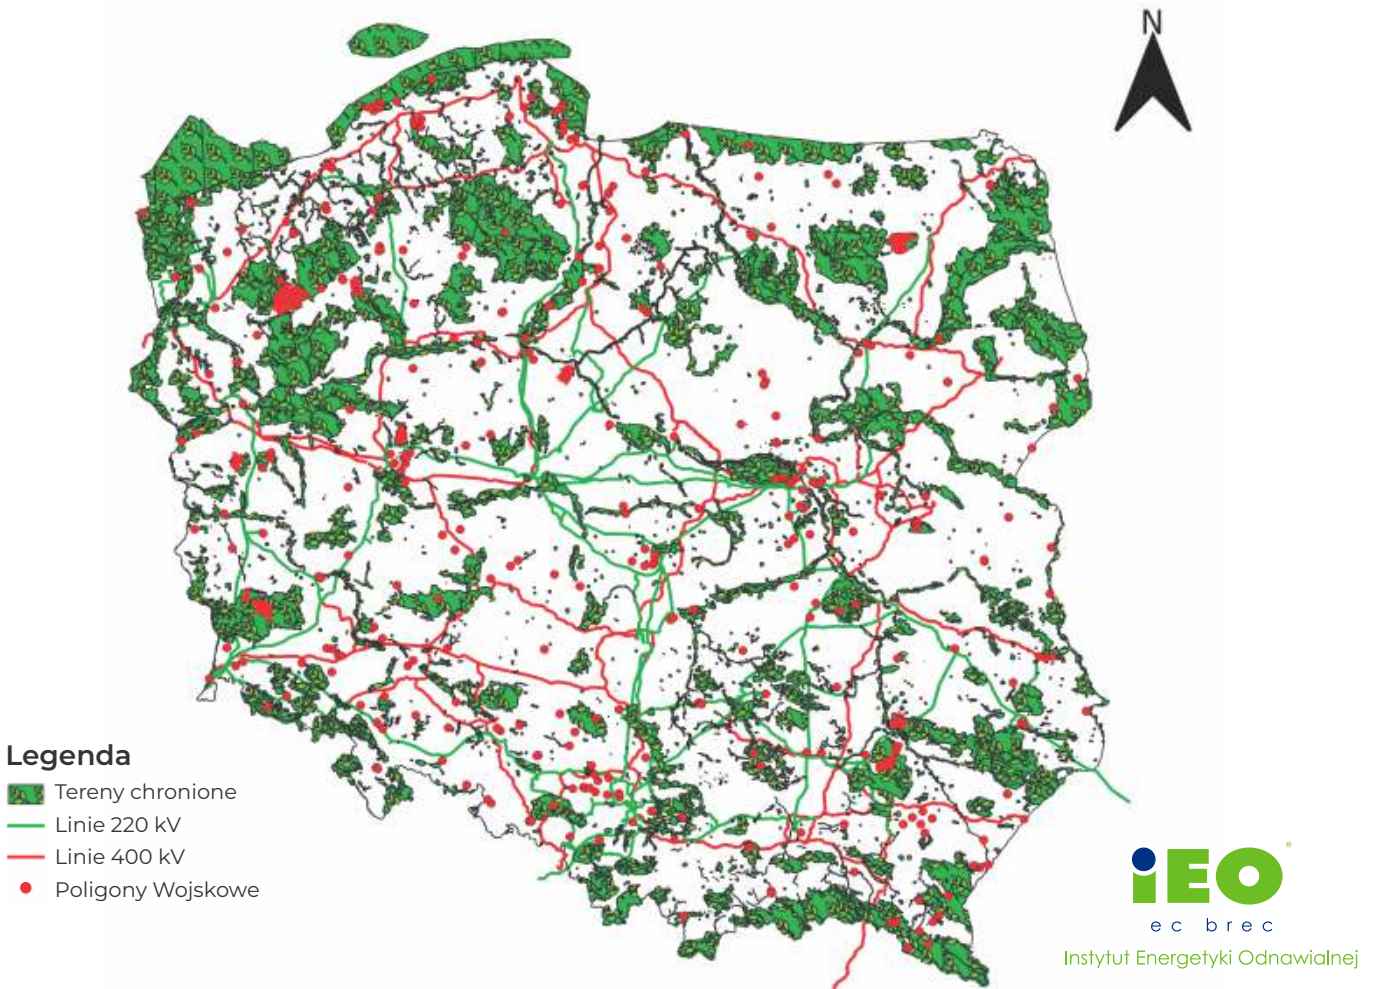 N
Legenda
Tereny chronione
Linie 220 kV
Linie 400 kV
Poligony Wojskowe
iEO®
ec brec
Instytut Energetyki Odnawialnej